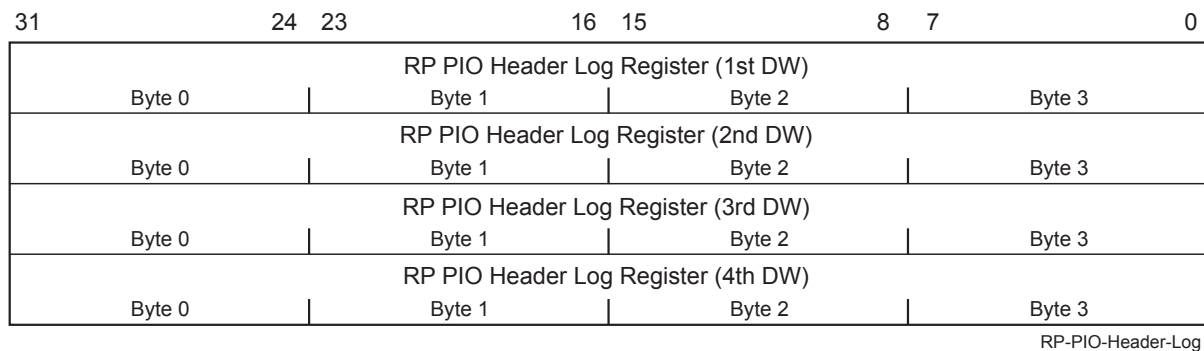 31 24 23 16 15 8 7 0
RP PIO Header Log Register (1st DW)
Byte 0 Byte 1 Byte 2 Byte 3
RP PIO Header Log Register (2nd DW)
Byte 0 Byte 1 Byte 2 Byte 3
RP PIO Header Log Register (3rd DW)
Byte 0 Byte 1 Byte 2 Byte 3
RP PIO Header Log Register (4th DW)
Byte 0 Byte 1 Byte 2 Byte 3
RP-PIO-Header-Log